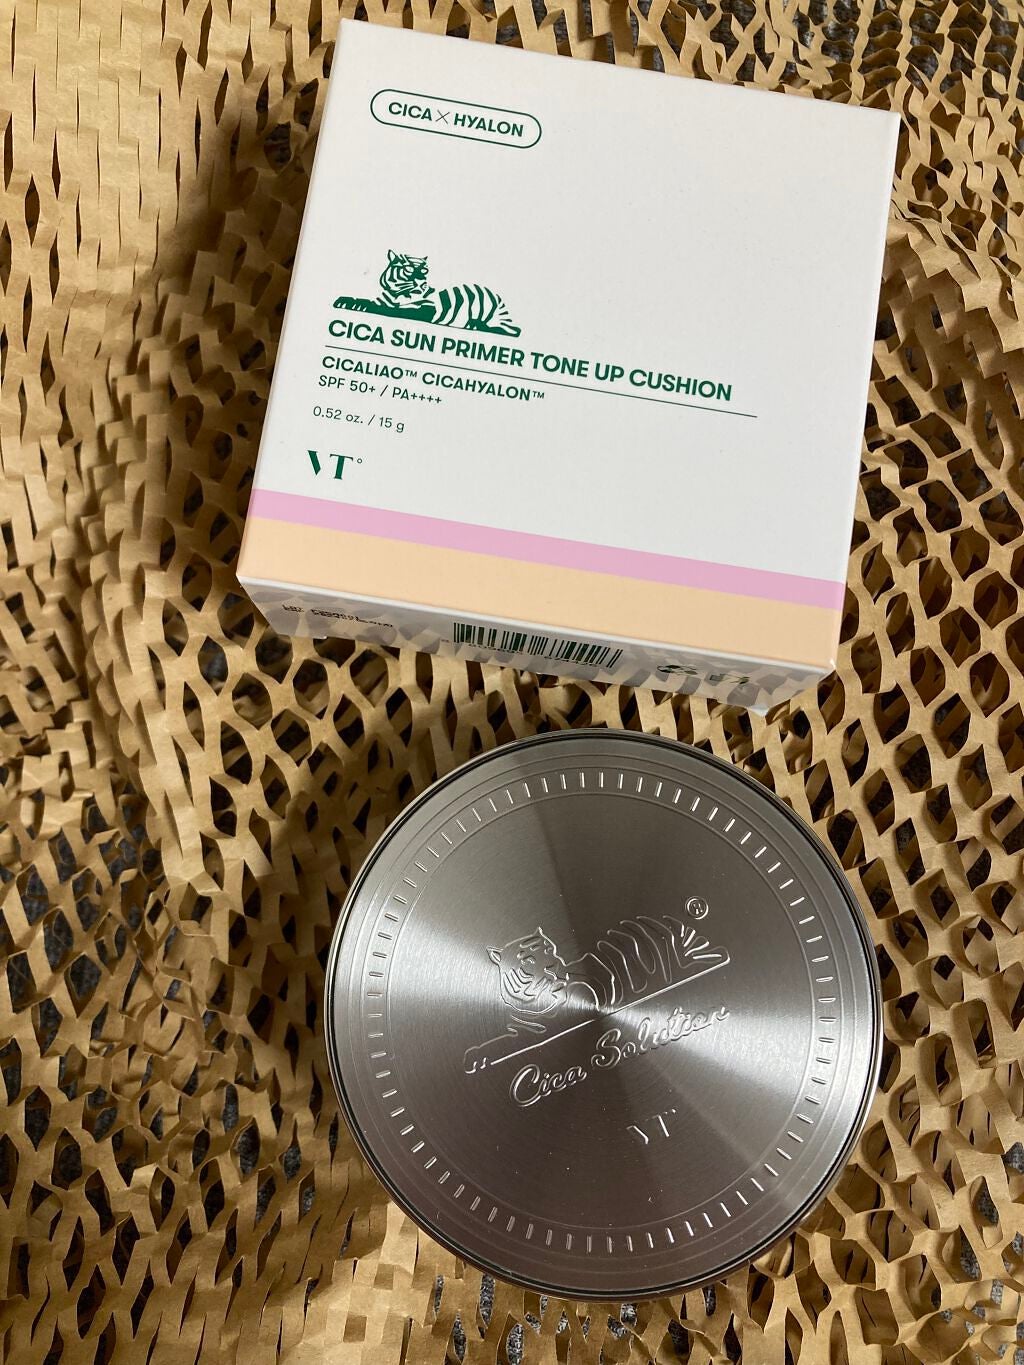 CICA×HYALON
CICA SUN PRIMER TONE UP CUSHION
CICALIAO™ CICAHYALON™
SPF 50+ / PA++++
0.52 oz. / 15 g
VT°
®
Cica Solution
VT°